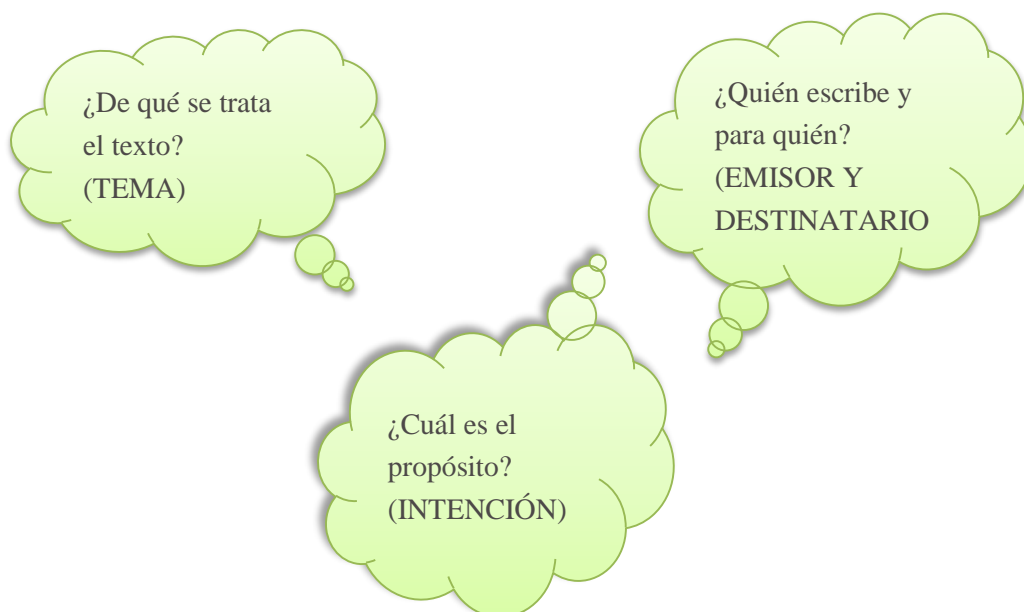 ¿De qué se trata
el texto?
(TEMA)
¿Quién escribe y
para quién?
(EMISOR Y
DESTINATARIO
¿Cuál es el
propósito?
(INTENCIÓN)